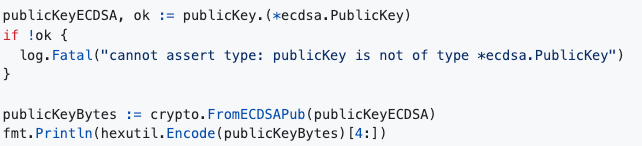 publicKeyECDSA, ok := publicKey.(*ecdsa.PublicKey)
if !ok {
  log.Fatal("cannot assert type: publicKey is not of type *ecdsa.PublicKey")
}

publicKeyBytes := crypto.FromECDSAPub(publicKeyECDSA)
fmt.Println(hexutil.Encode(publicKeyBytes)[4:])